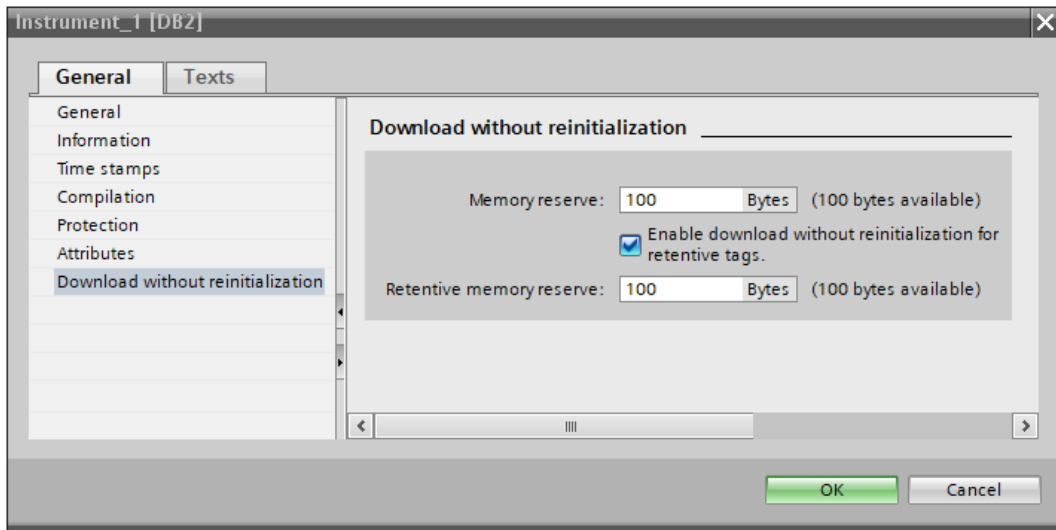 Instrument_1 [DB2]
General Texts
General
Information
Time stamps
Compilation
Protection
Attributes
Download without reinitialization
Download without reinitialization
Memory reserve: 100 Bytes (100 bytes available)
Enable download without reinitialization for
retentive tags.
Retentive memory reserve: 100 Bytes (100 bytes available)
OK Cancel